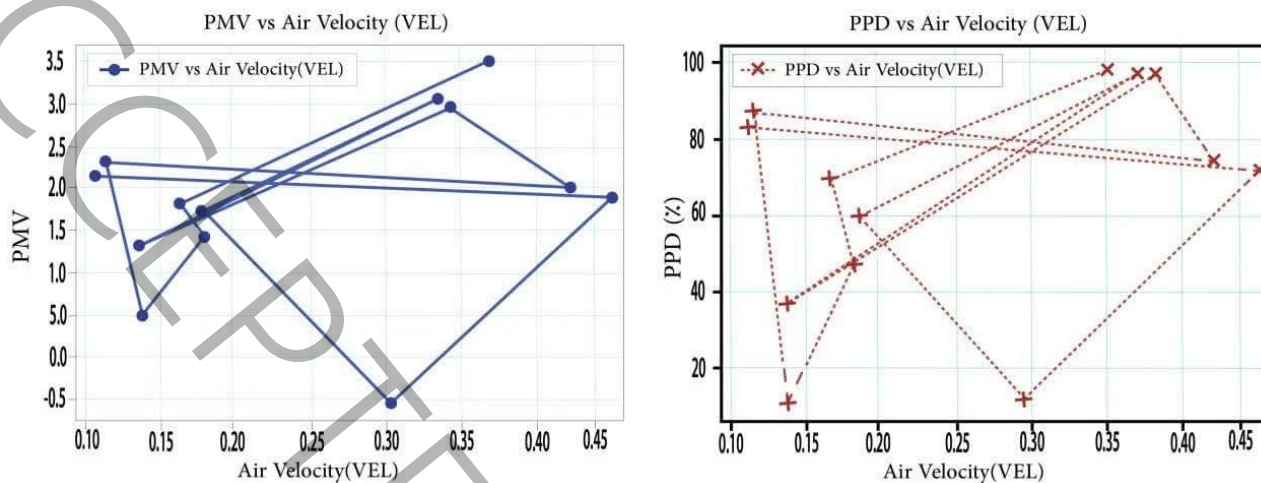 PMV vs Air Velocity (VEL)
PMV vs Air Velocity(VEL)
PMV
3.5
3.0
2.5
2.0
1.5
1.0
5.0
0.0
-0.5
0.10 0.15 0.20 0.25 0.30 0.35 0.40 0.45
Air Velocity(VEL)
PPD vs Air Velocity (VEL)
PPD vs Air Velocity(VEL)
PPD (%)
100
80
60
40
20
0.10 0.15 0.20 0.25 0.30 0.35 0.40 0.45
Air Velocity(VEL)
CCEPT